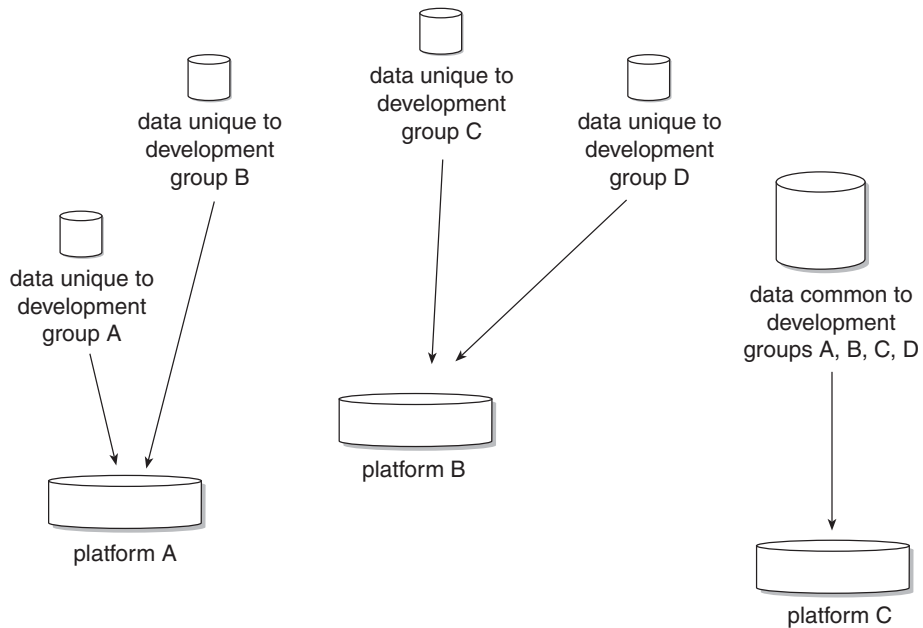 data unique to
development
group C
data unique to
development
group B
data unique to
development
group D
data unique to
development
group A
data common to
development
groups A, B, C, D
platform B
platform A
platform C